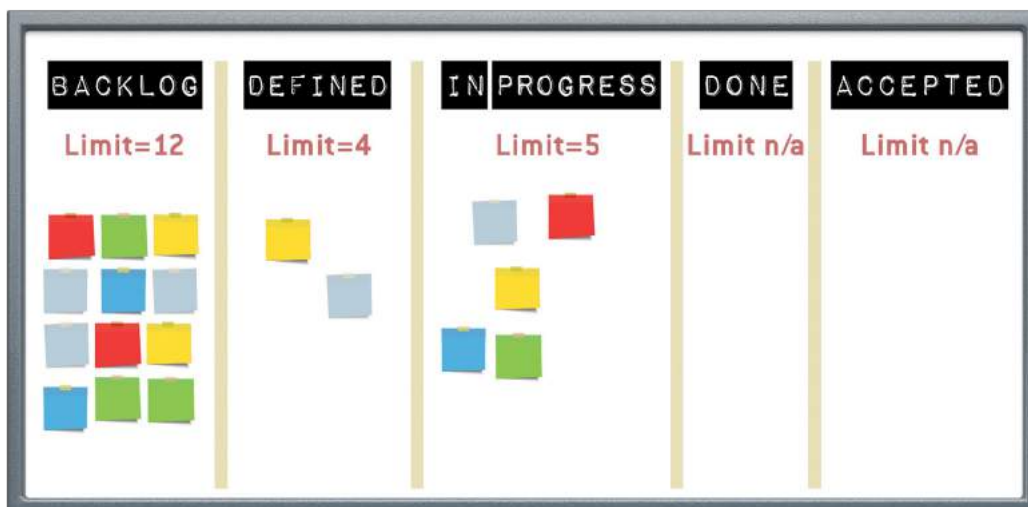 BACKLOG
Limit=12
DEFINED
Limit=4
IN PROGRESS
Limit=5
DONE
Limit n/a
ACCEPTED
Limit n/a